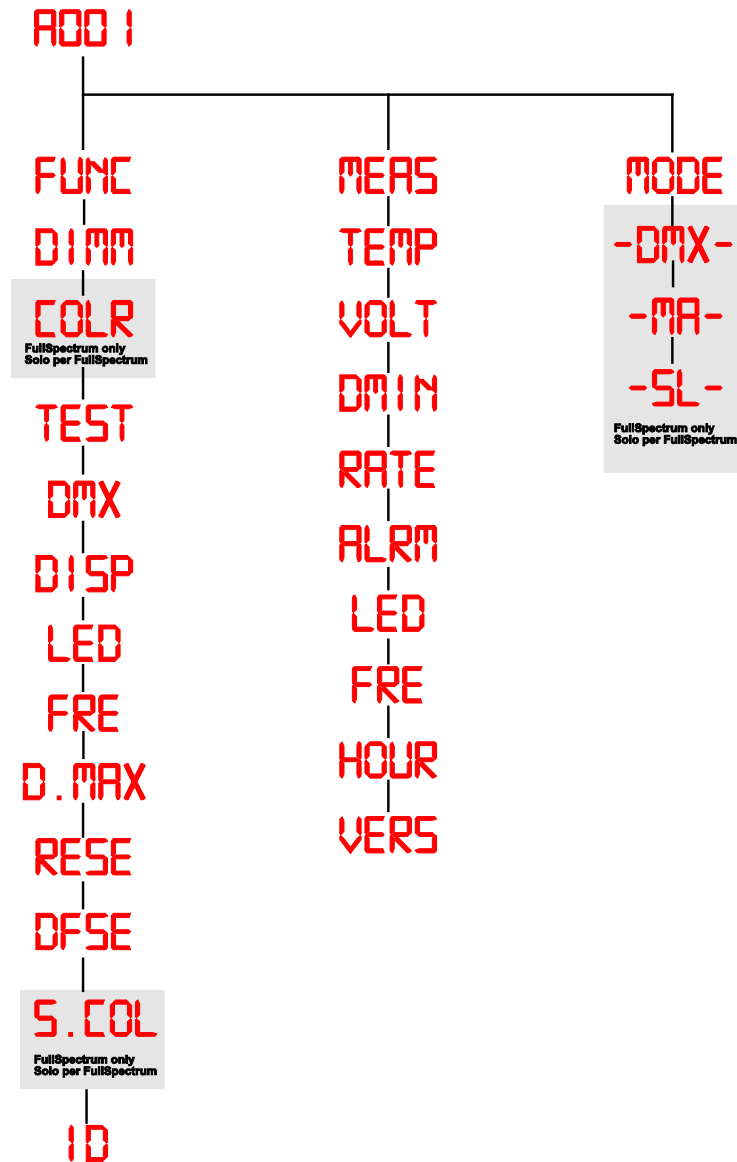 A001
FUNC
DIMM
COLR
FullSpectrum only
Solo per FullSpectrum
TEST
DMX
DISP
LED
FRE
D.MAX
RESE
DFSE
S.COL
FullSpectrum only
Solo per FullSpectrum
ID
MEAS
TEMP
VOLT
DMIN
RATE
ALRM
LED
FRE
HOUR
VERS
MODE
-DMX-
-MA-
-SL-
FullSpectrum only
Solo per FullSpectrum